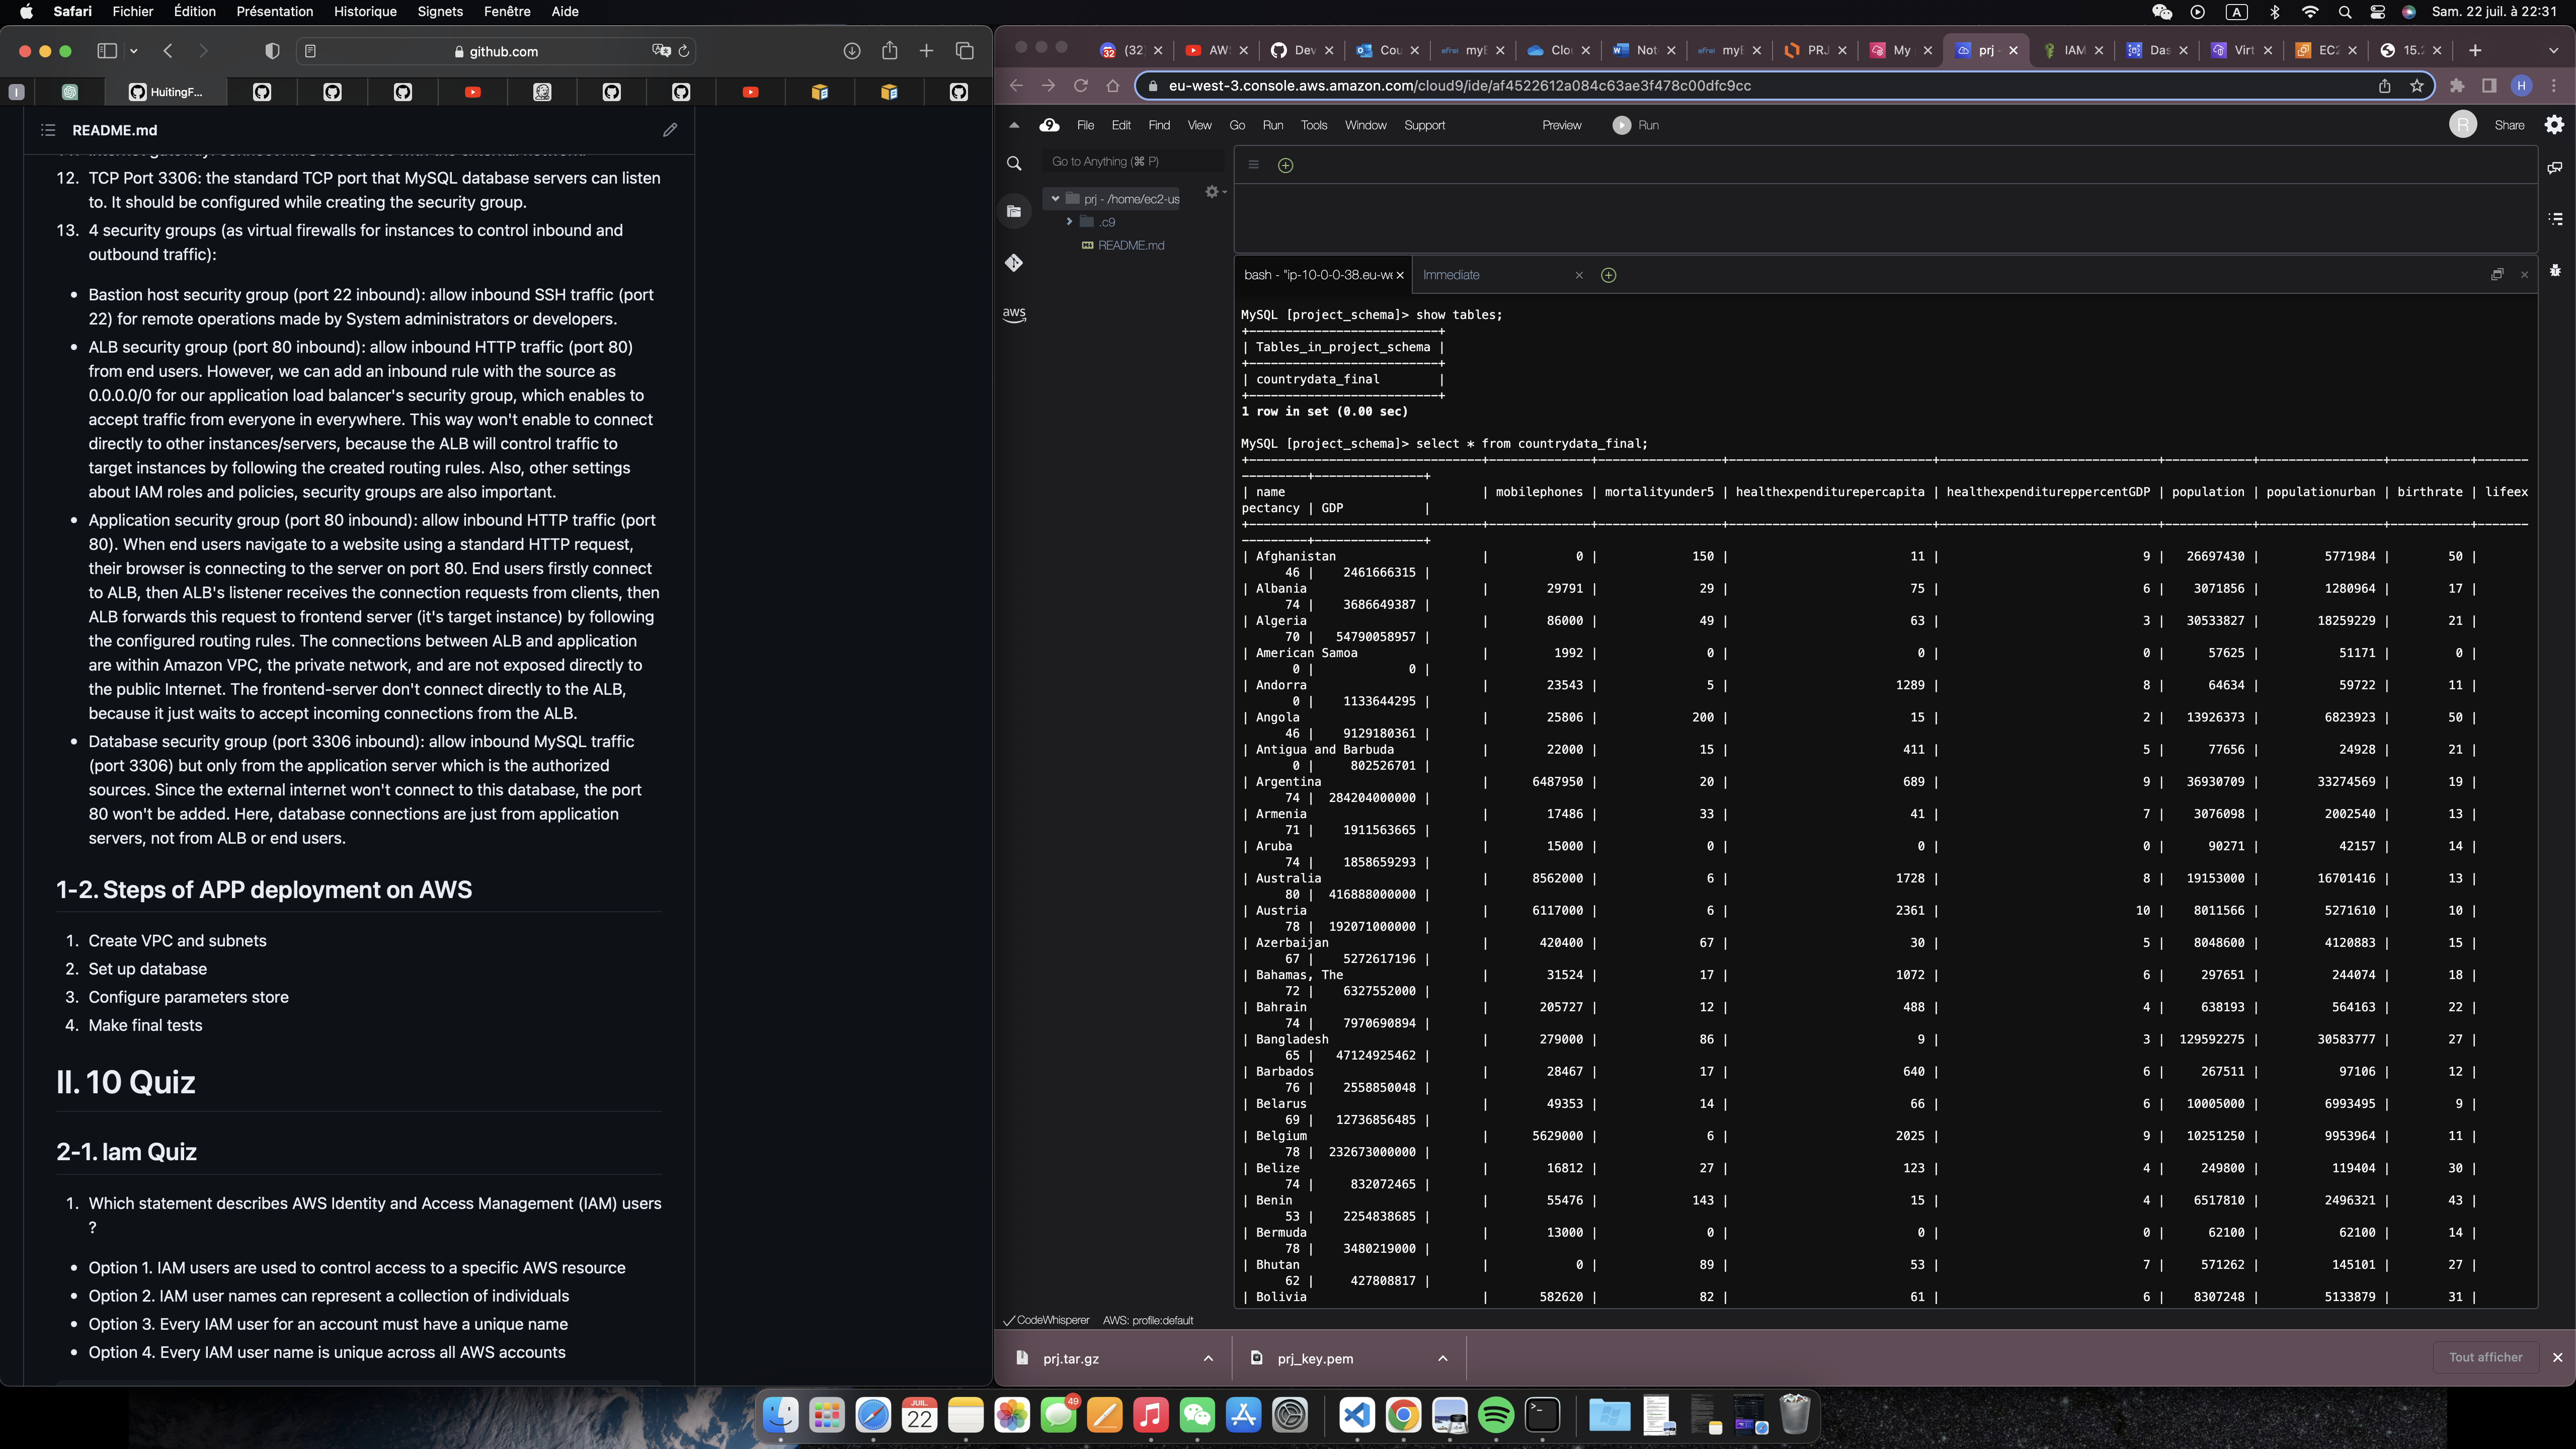 Safari Fichier Édition Présentation Historique Signets Fenêtre Aide
A Sam. 22 juil. à 22:31
github.com
HuitingF...
README.md
12. TCP Port 3306: the standard TCP port that MySQL database servers can listen
to. It should be configured while creating the security group.
13. 4 security groups (as virtual firewalls for instances to control inbound and
outbound traffic):
• Bastion host security group (port 22 inbound): allow inbound SSH traffic (port
22) for remote operations made by System administrators or developers.
• ALB security group (port 80 inbound): allow inbound HTTP traffic (port 80)
from end users. However, we can add an inbound rule with the source as
0.0.0.0/0 for our application load balancer's security group, which enables to
accept traffic from everyone in everywhere. This way won't enable to connect
directly to other instances/servers, because the ALB will control traffic to
target instances by following the created routing rules. Also, other settings
about IAM roles and policies, security groups are also important.
• Application security group (port 80 inbound): allow inbound HTTP traffic (port
80). When end users navigate to a website using a standard HTTP request,
their browser is connecting to the server on port 80. End users firstly connect
to ALB, then ALB's listener receives the connection requests from clients, then
ALB forwards this request to frontend server (it's target instance) by following
the configured routing rules. The connections between ALB and application
are within Amazon VPC, the private network, and are not exposed directly to
the public Internet. The frontend-server don't connect directly to the ALB,
because it just waits to accept incoming connections from the ALB.
• Database security group (port 3306 inbound): allow inbound MySQL traffic
(port 3306) but only from the application server which is the authorized
sources. Since the external internet won't connect to this database, the port
80 won't be added. Here, database connections are just from application
servers, not from ALB or end users.
1-2. Steps of APP deployment on AWS
1. Create VPC and subnets
2. Set up database
3. Configure parameters store
4. Make final tests
II. 10 Quiz
2-1. Iam Quiz
1. Which statement describes AWS Identity and Access Management (IAM) users
?
• Option 1. IAM users are used to control access to a specific AWS resource
• Option 2. IAM user names can represent a collection of individuals
• Option 3. Every IAM user for an account must have a unique name
• Option 4. Every IAM user name is unique across all AWS accounts
(32) AW Dev Cou efrei myE Clou Not efrei myE PRJ My prj - IAM Das Virt EC2 15.2
eu-west-3.console.aws.amazon.com/cloud9/ide/af4522612a084c63ae3f478c00dfc9cc
H
9 File Edit Find View Go Run Tools Window Support Preview Run R Share
Go to Anything (⌘ P)
prj - /home/ec2-us
.c9
README.md
aws
bash - "ip-10-0-0-38.eu-we Immediate
MySQL [project_schema]> show tables;
+--------------------------+
| Tables_in_project_schema |
+--------------------------+
| countrydata_final |
+--------------------------+
1 row in set (0.00 sec)
MySQL [project_schema]> select * from countrydata_final;
| name | mobilephones | mortalityunder5 | healthexpenditurepercapita | healthexpenditureppercentGDP | population | populationurban | birthrate | lifeex
pectancy | GDP |
| Afghanistan | 0 | 150 | 11 | 9 | 26697430 | 5771984 | 50 |
46 | 2461666315 |
| Albania | 29791 | 29 | 75 | 6 | 3071856 | 1280964 | 17 |
74 | 3686649387 |
| Algeria | 86000 | 49 | 63 | 3 | 30533827 | 18259229 | 21 |
70 | 54790058957 |
| American Samoa | 1992 | 0 | 0 | 0 | 57625 | 51171 | 0 |
0 | 0 |
| Andorra | 23543 | 5 | 1289 | 8 | 64634 | 59722 | 11 |
0 | 1133644295 |
| Angola | 25806 | 200 | 15 | 2 | 13926373 | 6823923 | 50 |
46 | 9129180361 |
| Antigua and Barbuda | 22000 | 15 | 411 | 5 | 77656 | 24928 | 21 |
0 | 802526701 |
| Argentina | 6487950 | 20 | 689 | 9 | 36930709 | 33274569 | 19 |
74 | 284204000000 |
| Armenia | 17486 | 33 | 41 | 7 | 3076098 | 2002540 | 13 |
71 | 1911563665 |
| Aruba | 15000 | 0 | 0 | 0 | 90271 | 42157 | 14 |
74 | 1858659293 |
| Australia | 8562000 | 6 | 1728 | 8 | 19153000 | 16701416 | 13 |
80 | 416888000000 |
| Austria | 6117000 | 6 | 2361 | 10 | 8011566 | 5271610 | 10 |
78 | 192071000000 |
| Azerbaijan | 420400 | 67 | 30 | 5 | 8048600 | 4120883 | 15 |
67 | 5272617196 |
| Bahamas, The | 31524 | 17 | 1072 | 6 | 297651 | 244074 | 18 |
72 | 6327552000 |
| Bahrain | 205727 | 12 | 488 | 4 | 638193 | 564163 | 22 |
74 | 7970690894 |
| Bangladesh | 279000 | 86 | 9 | 3 | 129592275 | 30583777 | 27 |
65 | 47124925462 |
| Barbados | 28467 | 17 | 640 | 6 | 267511 | 97106 | 12 |
76 | 2558850048 |
| Belarus | 49353 | 14 | 66 | 6 | 10005000 | 6993495 | 9 |
69 | 12736856485 |
| Belgium | 5629000 | 6 | 2025 | 9 | 10251250 | 9953964 | 11 |
78 | 232673000000 |
| Belize | 16812 | 27 | 123 | 4 | 249800 | 119404 | 30 |
74 | 832072465 |
| Benin | 55476 | 143 | 15 | 4 | 6517810 | 2496321 | 43 |
53 | 2254838685 |
| Bermuda | 13000 | 0 | 0 | 0 | 62100 | 62100 | 14 |
78 | 3480219000 |
| Bhutan | 0 | 89 | 53 | 7 | 571262 | 145101 | 27 |
62 | 427808817 |
| Bolivia | 582620 | 82 | 61 | 6 | 8307248 | 5133879 | 31 |
CodeWhisperer AWS: profile:default
prj.tar.gz prj_key.pem Tout afficher
JUIL. 22 49